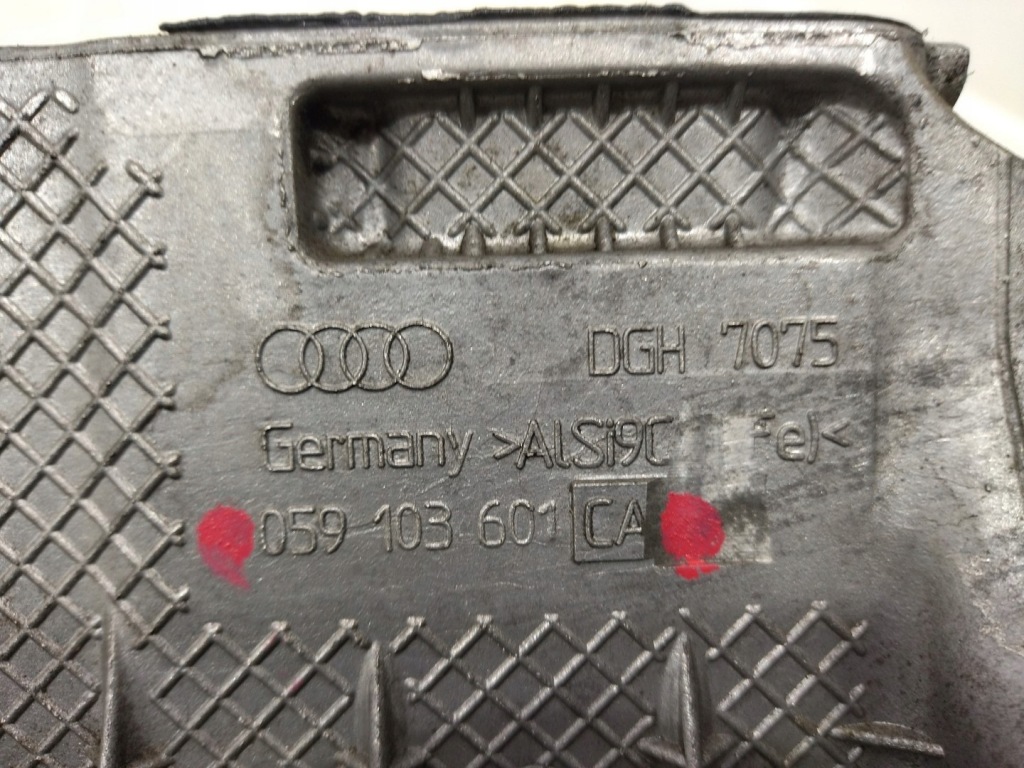 DGH 7075
Germany >AlSi9C Fe)<
059 103 601 CA